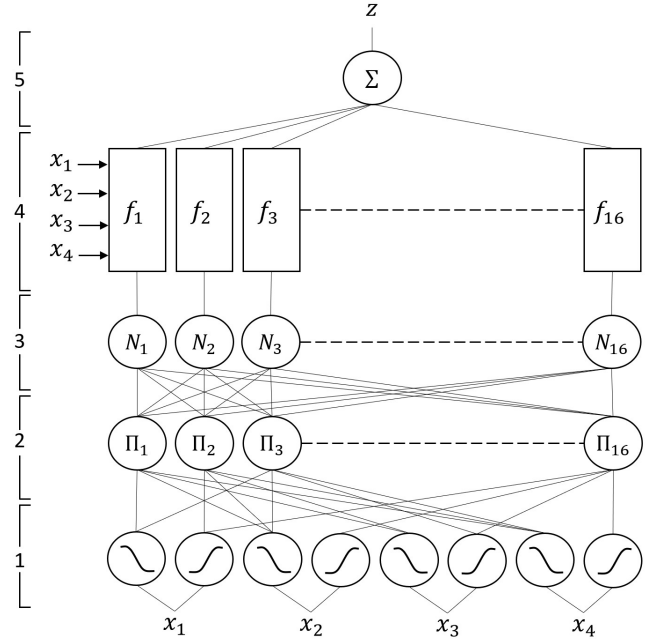 z
5
Σ
4
x₁
x₂
x₃
x₄
f₁ f₂ f₃ f₁₆
3
N₁ N₂ N₃ N₁₆
2
Π₁ Π₂ Π₃ Π₁₆
1
x₁ x₂ x₃ x₄